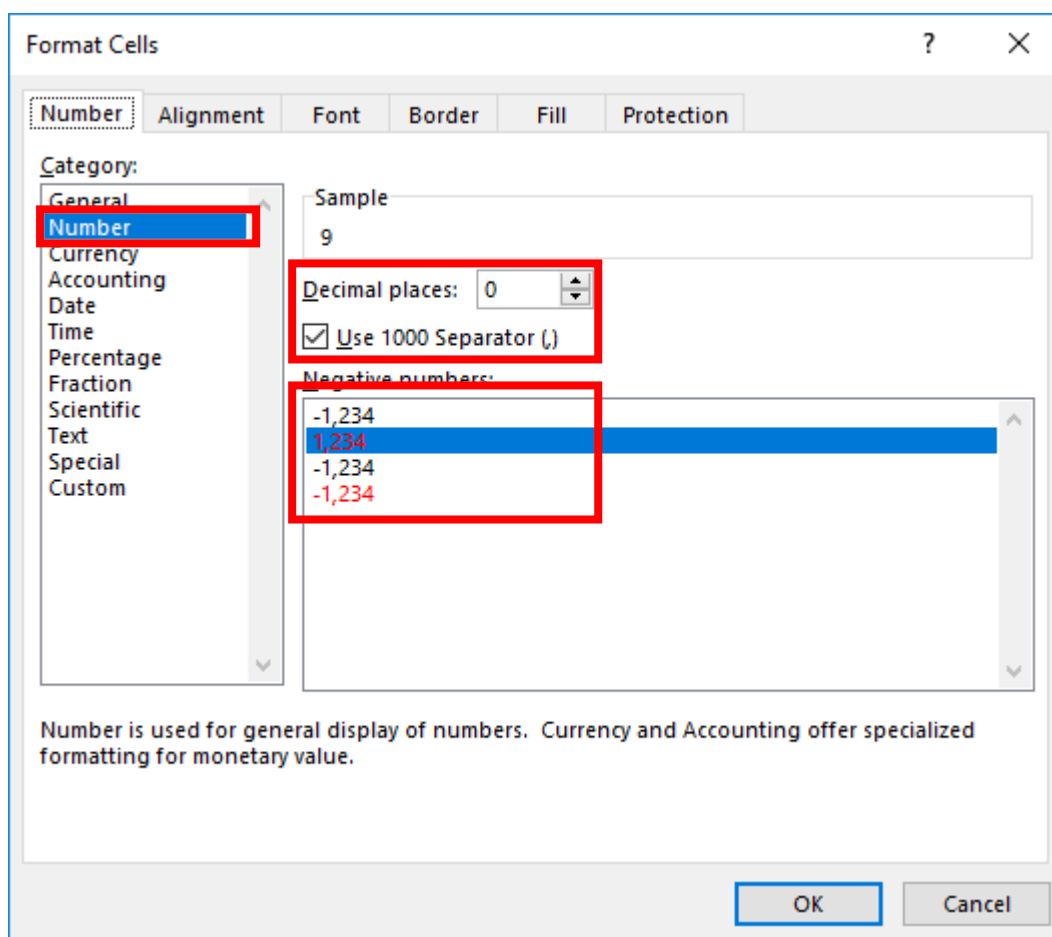 Format Cells
?
Number
Alignment
Font
Border
Fill
Protection
Category:
General
Number
Currency
Accounting
Date
Time
Percentage
Fraction
Scientific
Text
Special
Custom
Sample
9
Decimal places: 0
Use 1000 Separator (,)
Negative numbers:
-1,234
1,234
-1,234
-1,234
Number is used for general display of numbers.  Currency and Accounting offer specialized
formatting for monetary value.
OK
Cancel